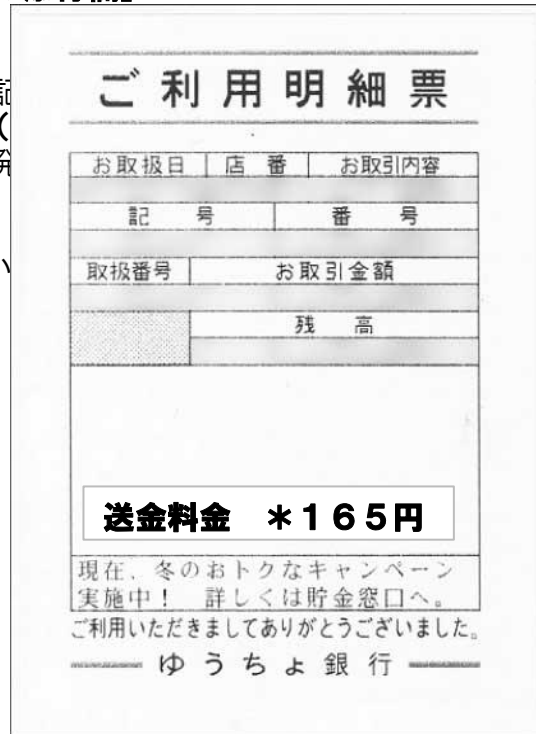 ご利用明細票
お取扱日 店番 お取引内容
記号 番号
取扱番号 お取引金額
残高
送金料金 *165円
現在、冬のおトクなキャンペーン
実施中! 詳しくは貯金窓口へ。
ご利用いただきましてありがとうございました。
ゆうちょ銀行